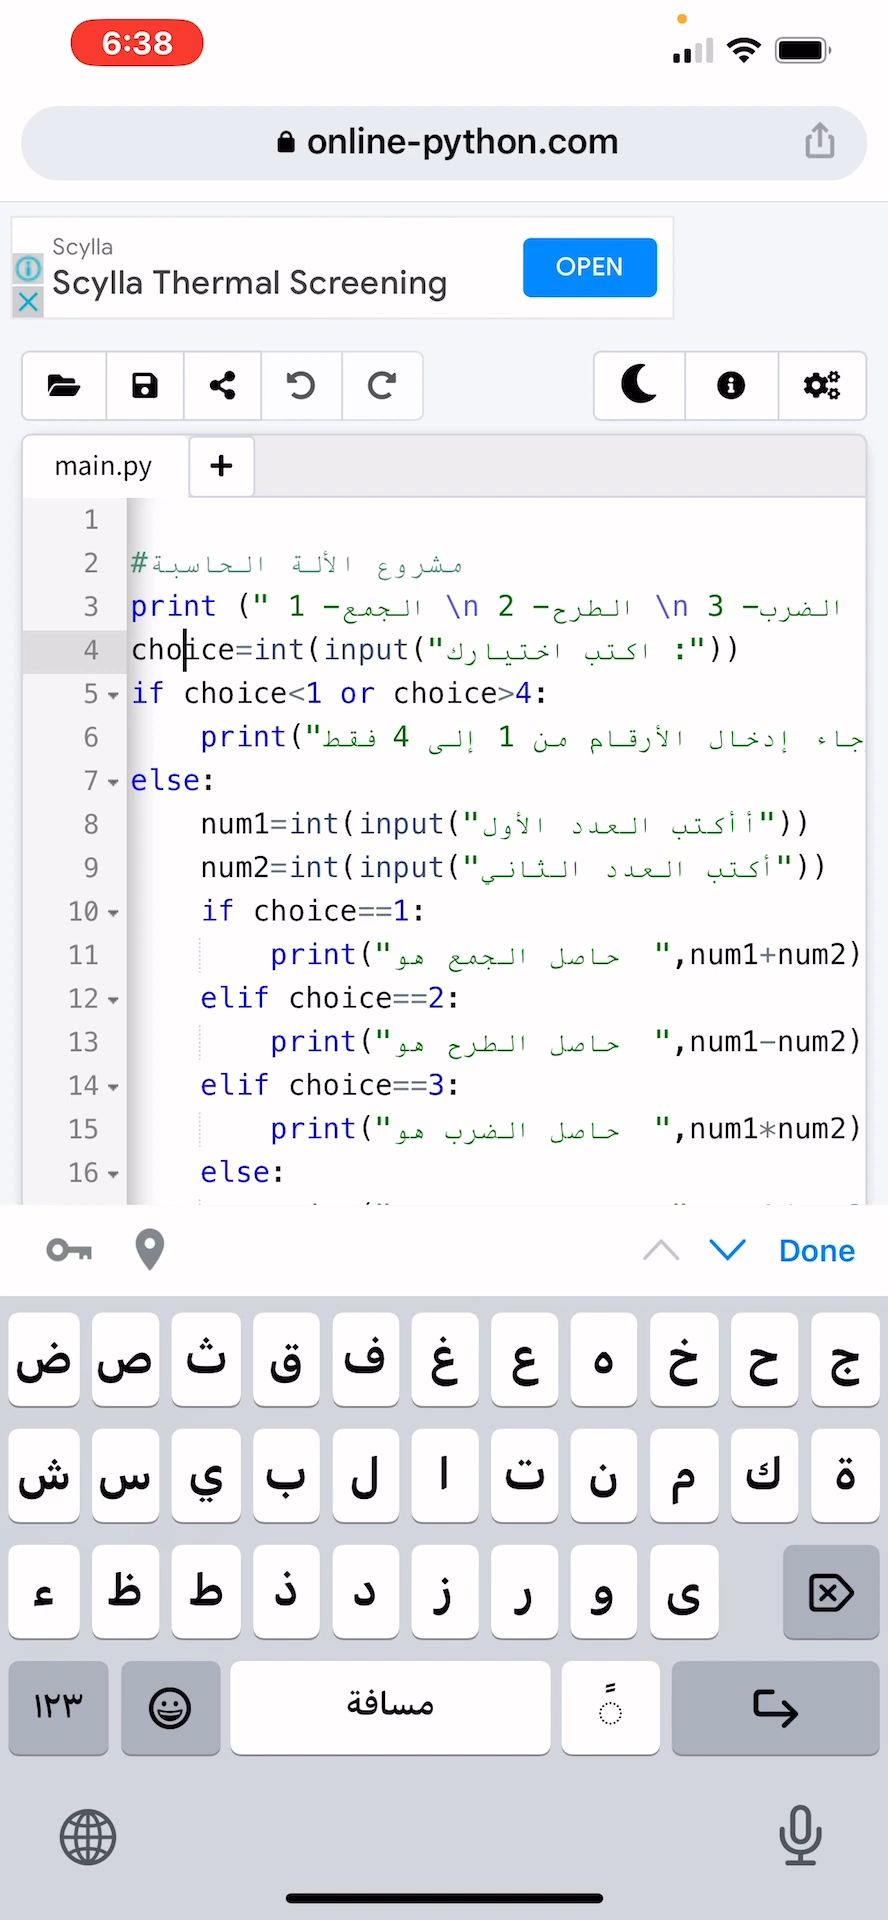 6:38
online-python.com
Scylla
Scylla Thermal Screening
OPEN
main.py
+
1
2 #مشروع الألة الحاسبة
3 print (" 1 -الجمع \n 2 -الطرح \n 3 -الضرب
4 choice=int(input("اكتب اختيارك :"))
5 if choice<1 or choice>4:
6 print("جاء إدخال الأرقام من 1 إلى 4 فقط
7 else:
8 num1=int(input("أأكتب العدد الأول"))
9 num2=int(input("أكتب العدد الثاني"))
10 if choice==1:
11 print("حاصل الجمع هو ",num1+num2)
12 elif choice==2:
13 print("حاصل الطرح هو ",num1-num2)
14 elif choice==3:
15 print("حاصل الضرب هو ",num1*num2)
16 else:
Done
ض ص ث ق ف غ ع ه خ ح ج
ش س ي ب ل ا ت ن م ك ة
ء ظ ط ذ د ز ر و ى
١٢٣ مسافة